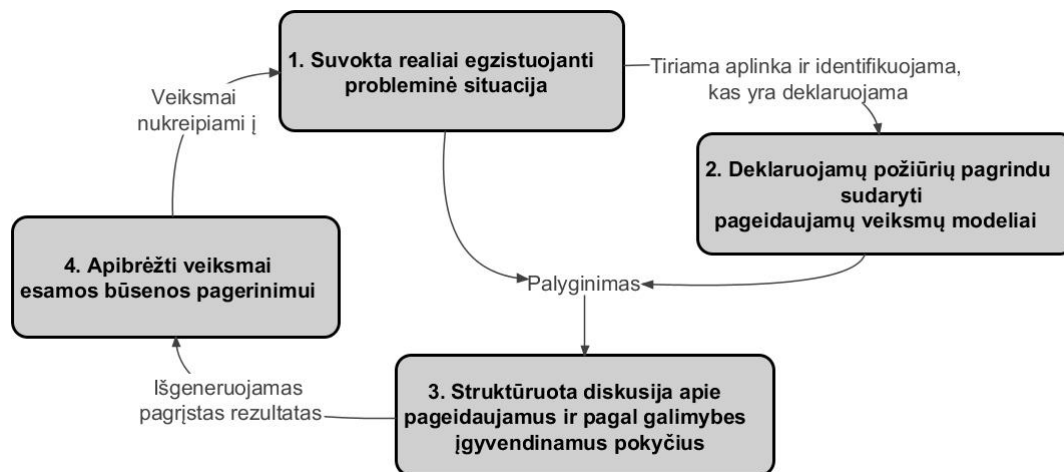 1. Suvokta realiai egzistuojanti
probleminė situacija
Tiriama aplinka ir identifikuojama,
kas yra deklaruojama
2. Deklaruojamų požiūrių pagrindu
sudaryti
pageidaujamų veiksmų modeliai
Palyginimas
3. Struktūruota diskusija apie
pageidaujamus ir pagal galimybes
įgyvendinamus pokyčius
Išgeneruojamas
pagrįstas rezultatas
4. Apibrėžti veiksmai
esamos būsenos pagerinimui
Veiksmai
nukreipiami į